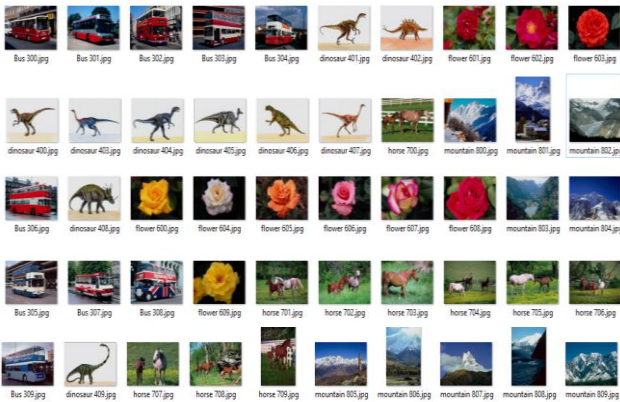 Bus 300.jpg Bus 301.jpg Bus 302.jpg Bus 303.jpg Bus 304.jpg dinosaur 401.jpg dinosaur 402.jpg flower 601.jpg flower 602.jpg flower 603.jpg
dinosaur 400.jpg dinosaur 403.jpg dinosaur 404.jpg dinosaur 405.jpg dinosaur 406.jpg dinosaur 407.jpg horse 700.jpg mountain 800.jpg mountain 801.jpg mountain 802.jp
Bus 306.jpg dinosaur 408.jpg flower 600.jpg flower 604.jpg flower 605.jpg flower 606.jpg flower 607.jpg flower 608.jpg mountain 803.jpg mountain 804.jpg
Bus 305.jpg Bus 307.jpg Bus 308.jpg flower 609.jpg horse 701.jpg horse 702.jpg horse 703.jpg horse 704.jpg horse 705.jpg horse 706.jpg
Bus 309.jpg dinosaur 409.jpg horse 707.jpg horse 708.jpg horse 709.jpg mountain 805.jpg mountain 806.jpg mountain 807.jpg mountain 808.jpg mountain 809.jpg